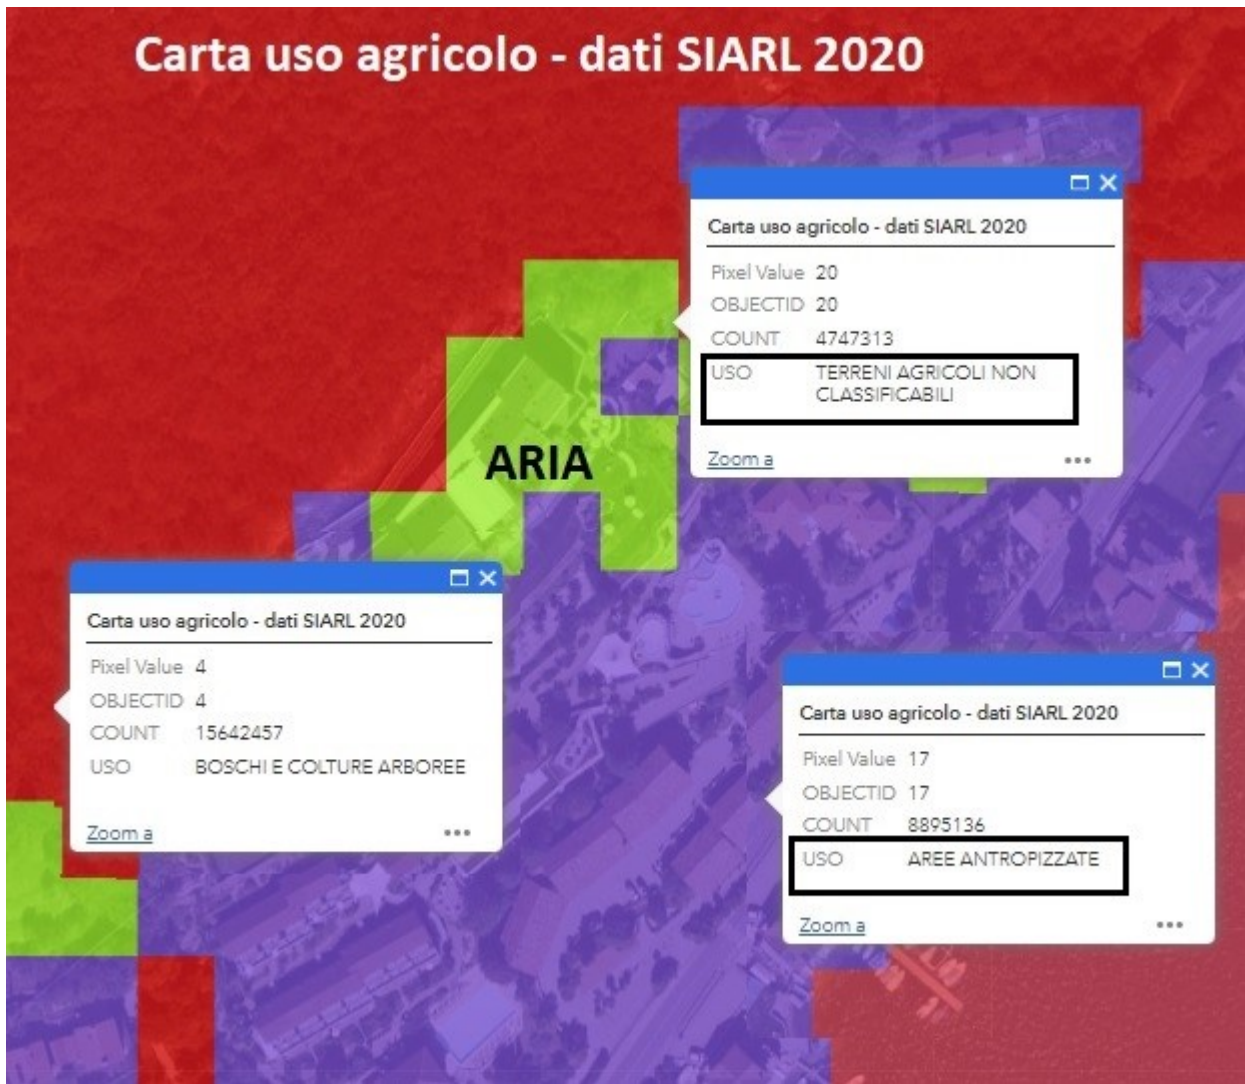 Carta uso agricolo - dati SIARL 2020
Carta uso agricolo - dati SIARL 2020
Pixel Value 20
OBJECTID 20
COUNT 4747313
USO TERRENI AGRICOLI NON
CLASSIFICABILI
Zoom a
ARIA
Carta uso agricolo - dati SIARL 2020
Pixel Value 4
OBJECTID 4
COUNT 15642457
USO BOSCHI E COLTURE ARBOREE
Zoom a
Carta uso agricolo - dati SIARL 2020
Pixel Value 17
OBJECTID 17
COUNT 8895136
USO AREE ANTROPIZZATE
Zoom a